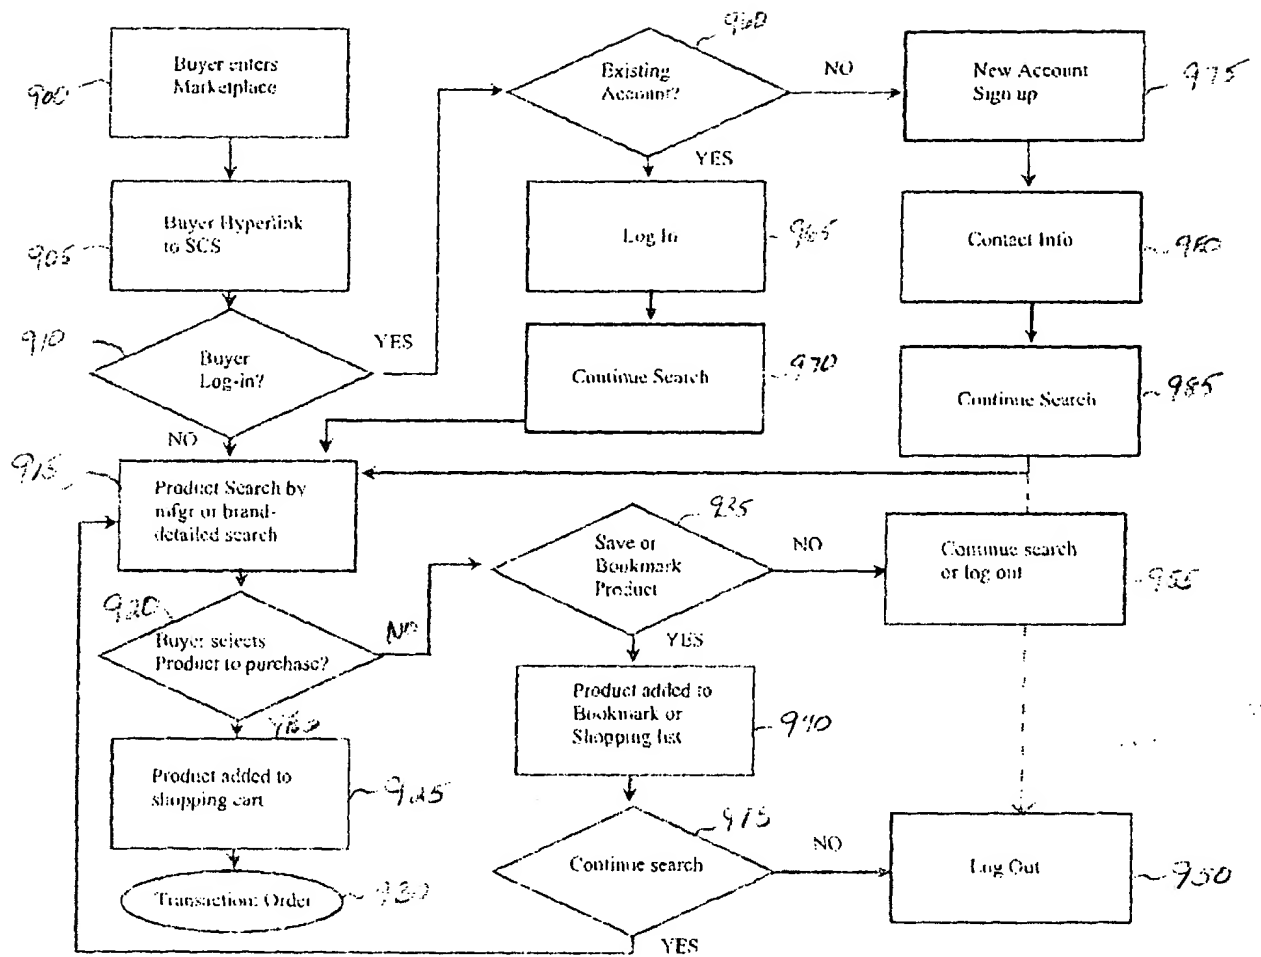 Buyer enters
Marketplace
900
Existing
Account?
960
NO
New Account
Sign up
975
YES
Buyer Hyperlink
to SCS
905
Log In
965
Contact Info
980
910
Buyer
Log-in?
YES
NO
Continue Search
970
Continue Search
985
915
Product Search by
mfgr or brand-
detailed search
935
Save or
Bookmark
Product
NO
YES
Continue search
or log out
955
920
Buyer selects
Product to purchase?
NO
YES
Product added to
Bookmark or
Shopping list
940
Product added to
shopping cart
925
Continue search
NO
YES
Log Out
950
Transaction: Order
930